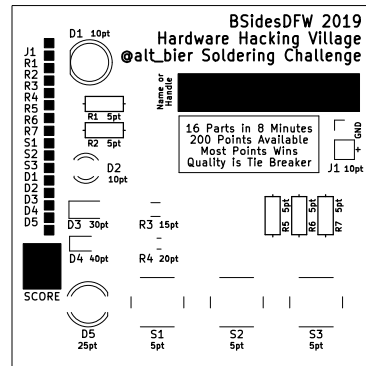 BSidesDFW 2019
Hardware Hacking Village
@alt_bier Soldering Challenge
D1 10pt
J1
R1
R2
R3
R4
R5
R6
R7
S1
S2
S3
D1
D2
D3
D4
D5
Name or
Handle
R1 5pt
R2 5pt
16 Parts in 8 Minutes
200 Points Available
Most Points Wins
Quality is Tie Breaker
GND
+
J1 10pt
D2
10pt
D3 30pt
R3 15pt
R5 5pt
R6 5pt
R7 5pt
D4 40pt
R4 20pt
SCORE
D5
25pt
S1
5pt
S2
5pt
S3
5pt